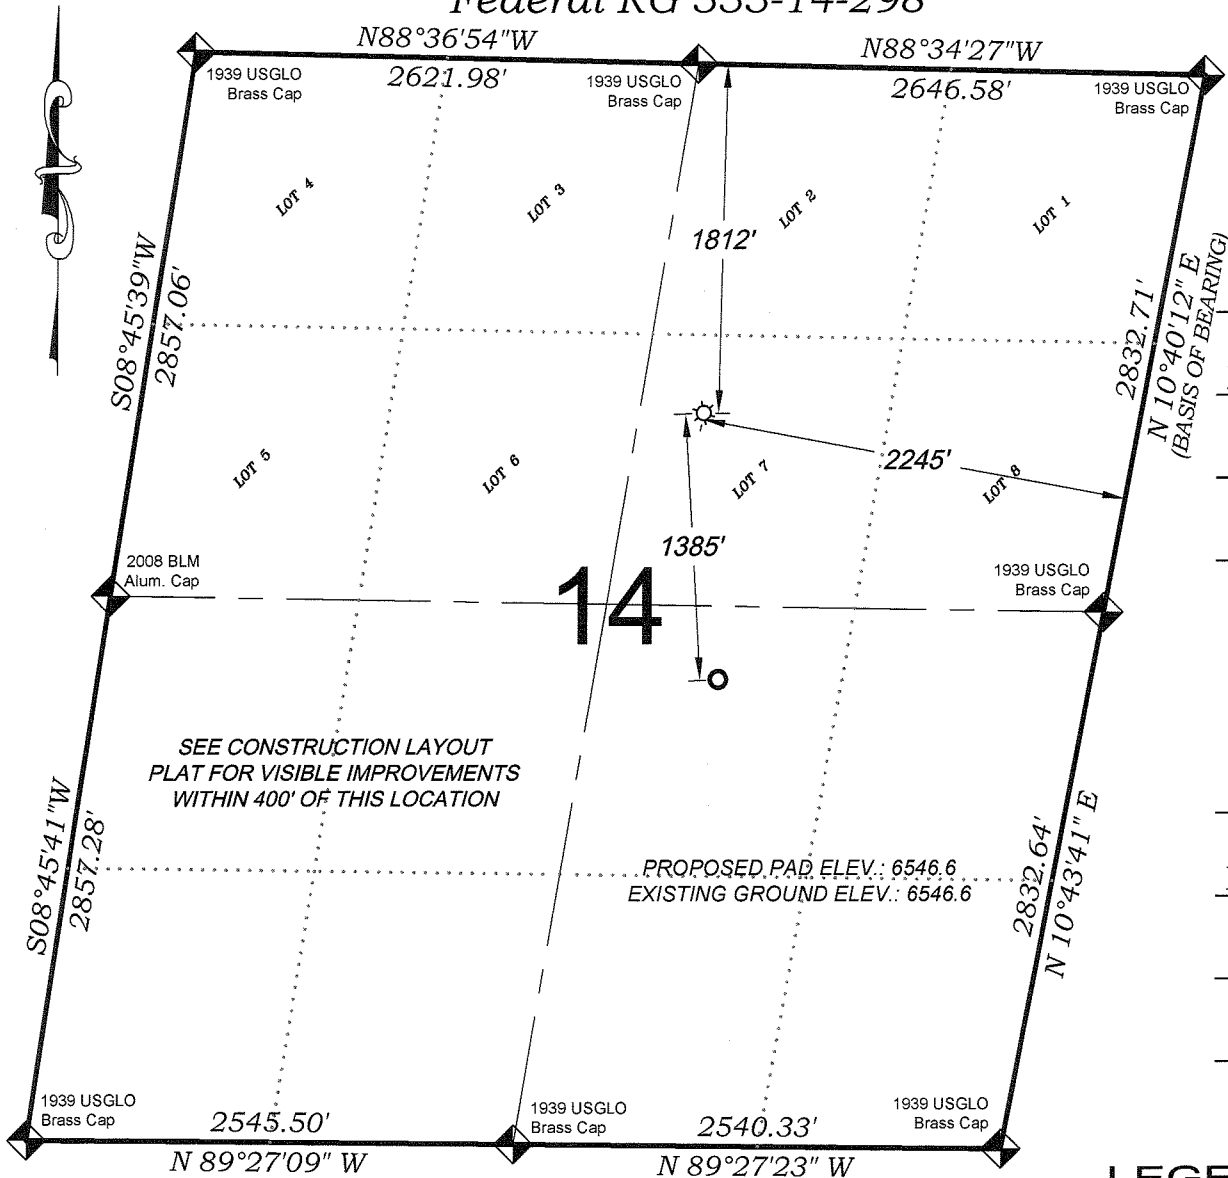 Federal RG 333-14-298
N88°36'54"W
N88°34'27"W
1939 USGLO
Brass Cap
2621.98'
1939 USGLO
Brass Cap
2646.58'
1939 USGLO
Brass Cap
LOT 4
LOT 3
LOT 2
LOT 1
1812'
S08°45'39"W
2857.06'
2832.71'
N 10°40'12" E
(BASIS OF BEARING)
LOT 5
LOT 6
LOT 7
LOT 8
2245'
1385'
2008 BLM
Alum. Cap
14
1939 USGLO
Brass Cap
SEE CONSTRUCTION LAYOUT
PLAT FOR VISIBLE IMPROVEMENTS
WITHIN 400' OF THIS LOCATION
S08°45'41"W
2857.28'
PROPOSED PAD ELEV.: 6546.6
EXISTING GROUND ELEV.: 6546.6
2832.64'
N 10°43'41" E
1939 USGLO
Brass Cap
2545.50'
N 89°27'09" W
1939 USGLO
Brass Cap
2540.33'
N 89°27'23" W
1939 USGLO
Brass Cap